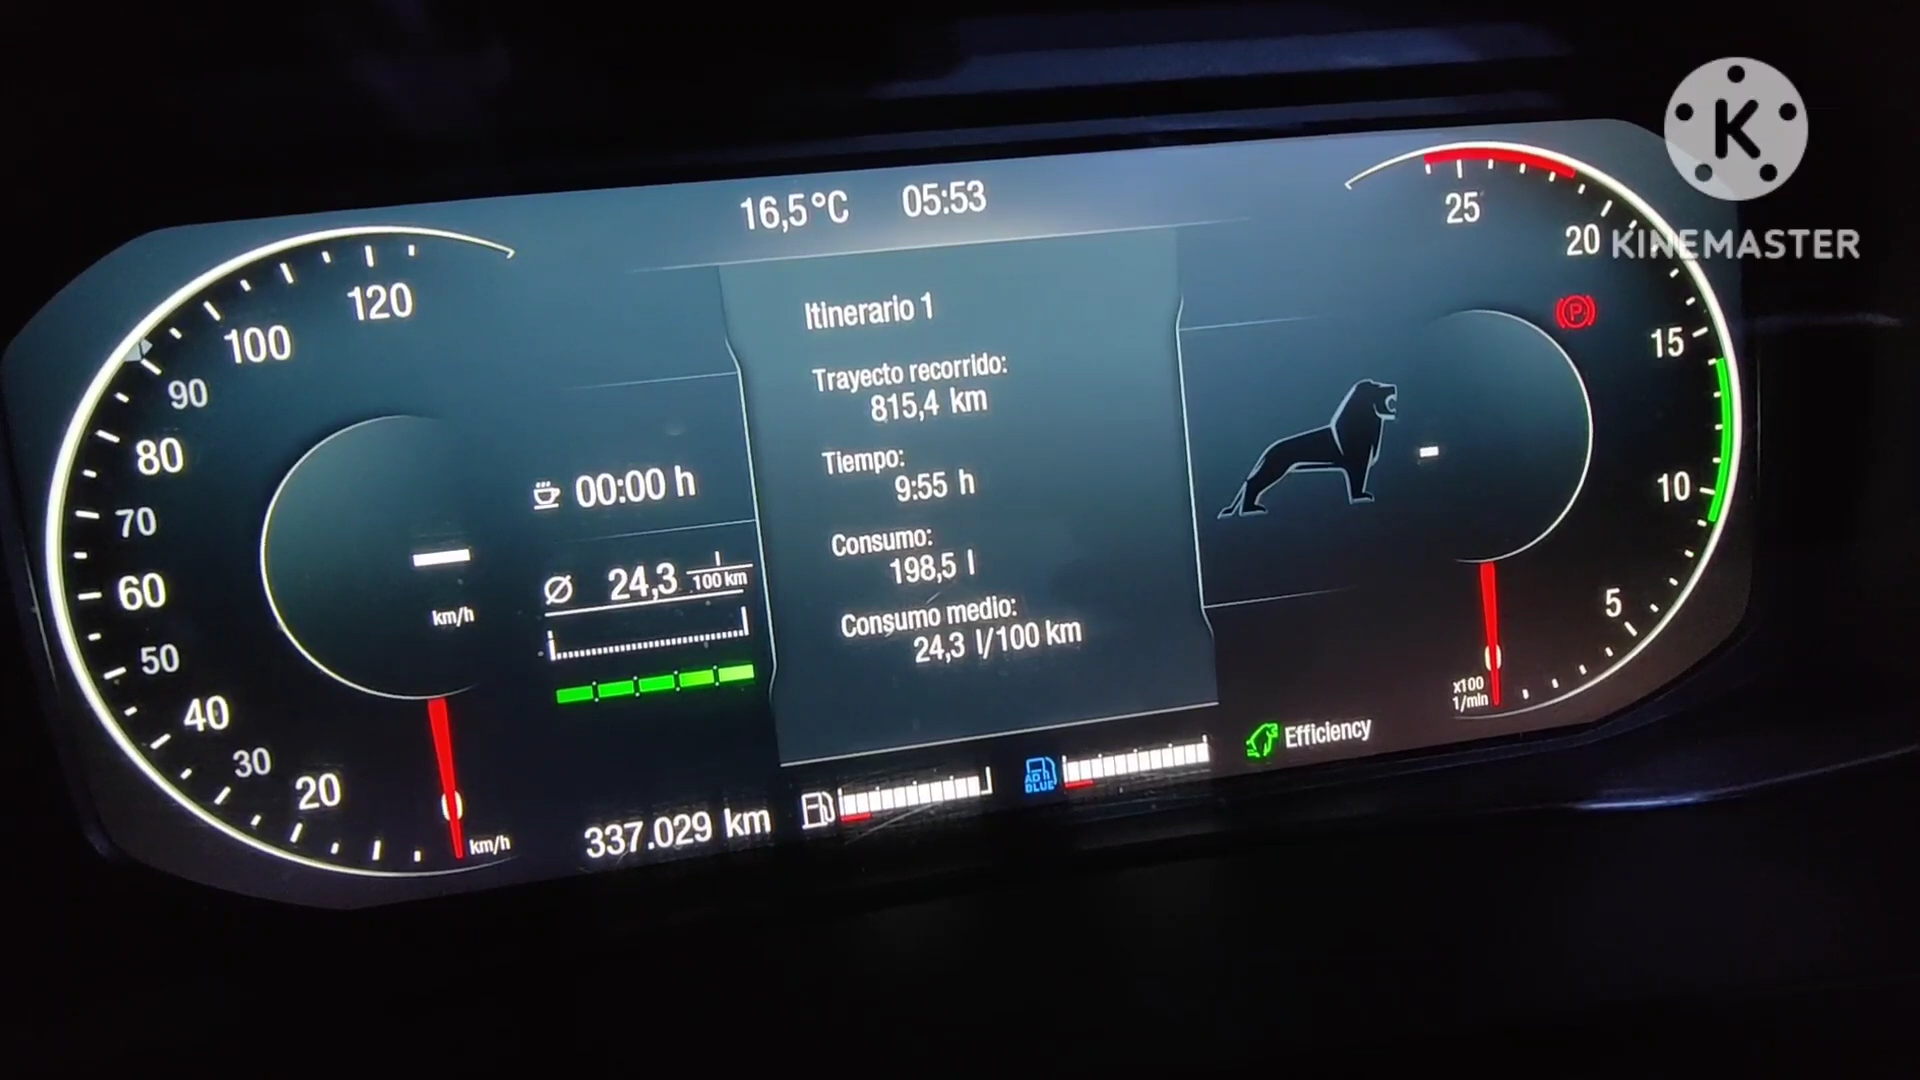 16,5°C 05:53
K
KINEMASTER
120
100
90
80
70
60
50
40
30
20
0
km/h
km/h
00:00 h
Ø 24,3 l
100 km
337.029 km
Itinerario 1
Trayecto recorrido:
815,4 km
Tiempo:
9:55 h
Consumo:
198,5 l
Consumo medio:
24,3 l/100 km
AD
BLUE
Efficiency
25
20
(P)
15
10
5
0
x100
1/min